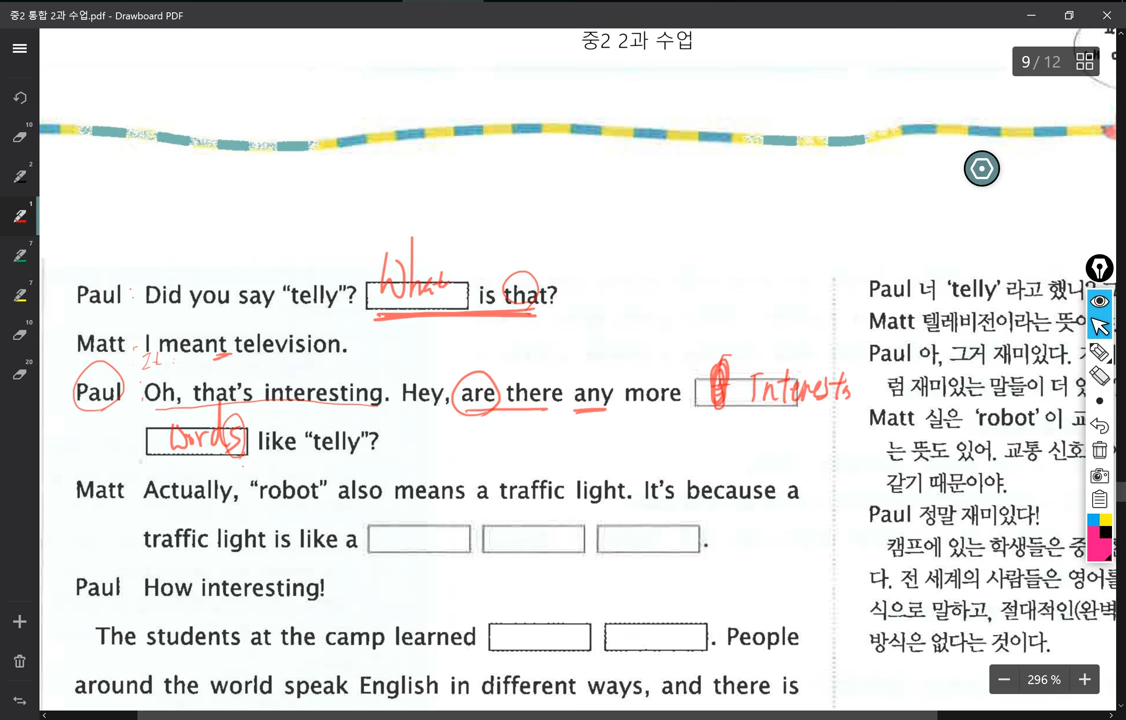 중2 통합 2과 수업.pdf - Drawboard PDF
중2 2과 수업
9 / 12
10
2
1
7
7
10
20
Paul : Did you say “telly”? What is that?
Matt : I meant television.
Paul : Oh, that’s interesting. Hey, are there any more Interests
Words like “telly”?
Matt Actually, “robot” also means a traffic light. It’s because a
traffic light is like a .
Paul How interesting!
The students at the camp learned . People
around the world speak English in different ways, and there is
Paul 너 ‘telly’ 라고 했니?
Matt 텔레비전이라는 뜻이
Paul 아, 그거 재미있다.
럼 재미있는 말들이 더 있
Matt 실은 ‘robot’ 이 교
는 뜻도 있어. 교통 신호
같기 때문이야.
Paul 정말 재미있다!
캠프에 있는 학생들은 중
다. 전 세계의 사람들은 영어를
식으로 말하고, 절대적인(완벽
방식은 없다는 것이다.
296 %